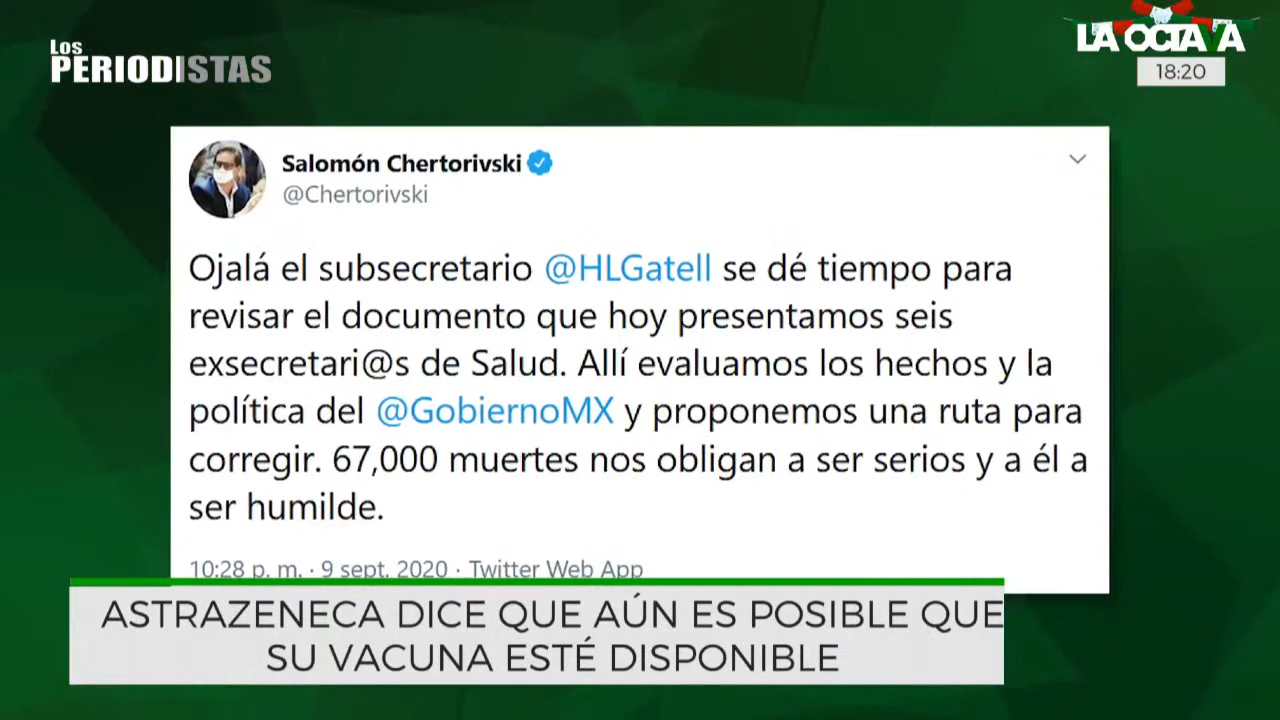 Los
PERIODISTAS
LA OCTAVA
18:20
Salomón Chertorivski
@Chertorivski
Ojalá el subsecretario @HLGatell se dé tiempo para
revisar el documento que hoy presentamos seis
exsecretari@s de Salud. Allí evaluamos los hechos y la
política del @GobiernoMX y proponemos una ruta para
corregir. 67,000 muertes nos obligan a ser serios y a él a
ser humilde.
10:28 p. m. · 9 sept. 2020 · Twitter Web App
ASTRAZENECA DICE QUE AÚN ES POSIBLE QUE
SU VACUNA ESTÉ DISPONIBLE